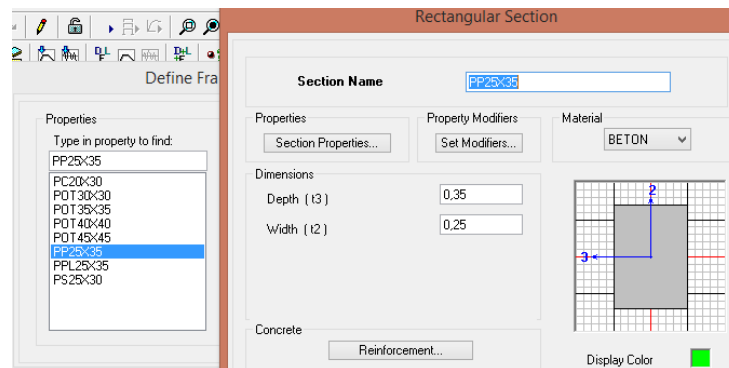 Rectangular Section
Define Fra
Properties
Type in property to find:
PP25X35
PC20X30
POT30X30
POT35X35
POT40X40
POT45X45
PP25X35
PPL25X35
PS25X30
Section Name
PP25X35
Properties
Section Properties...
Property Modifiers
Set Modifiers...
Material
BETON
Dimensions
Depth ( t3 )
0,35
Width ( t2 )
0,25
2
3
Concrete
Reinforcement...
Display Color